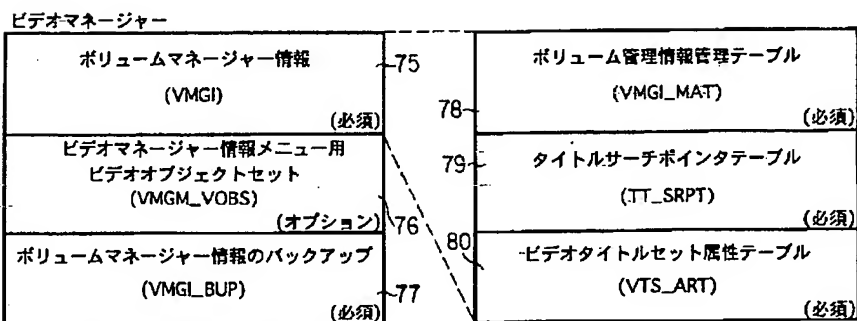 ビデオマネージャー
ボリュームマネージャー情報
(VMGI)
(必須)
75
ビデオマネージャー情報メニュー用
ビデオオブジェクトセット
(VMGM_VOBS)
(オプション)
76
ボリュームマネージャー情報のバックアップ
(VMGI_BUP)
(必須)
77
ボリューム管理情報管理テーブル
(VMGI_MAT)
(必須)
78
タイトルサーチポインタテーブル
(TT_SRPT)
(必須)
79
ビデオタイトルセット属性テーブル
(VTS_ART)
(必須)
80